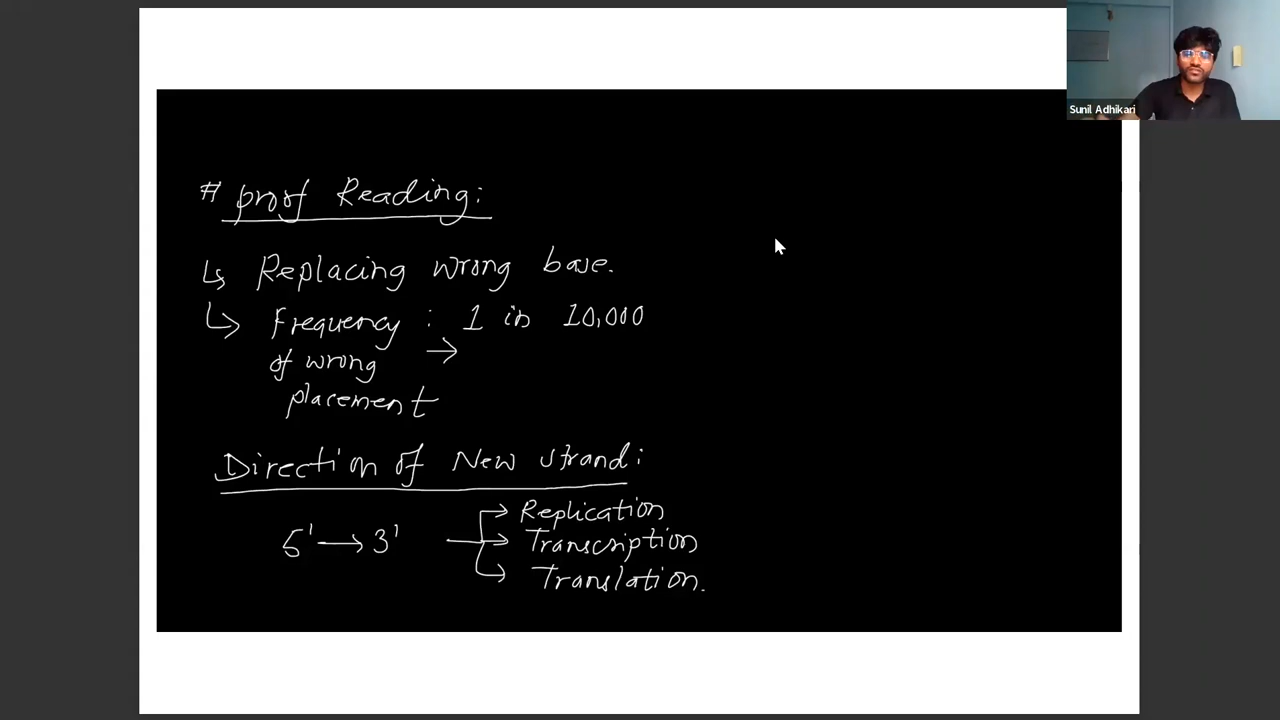 Sunil Adhikari
# proof Reading:
↳ Replacing wrong base.
↳ Frequency : 1 in 10,000
of wrong →
placement
Direction of New strand:
5' → 3' → Replication
→ Transcription
→ Translation.